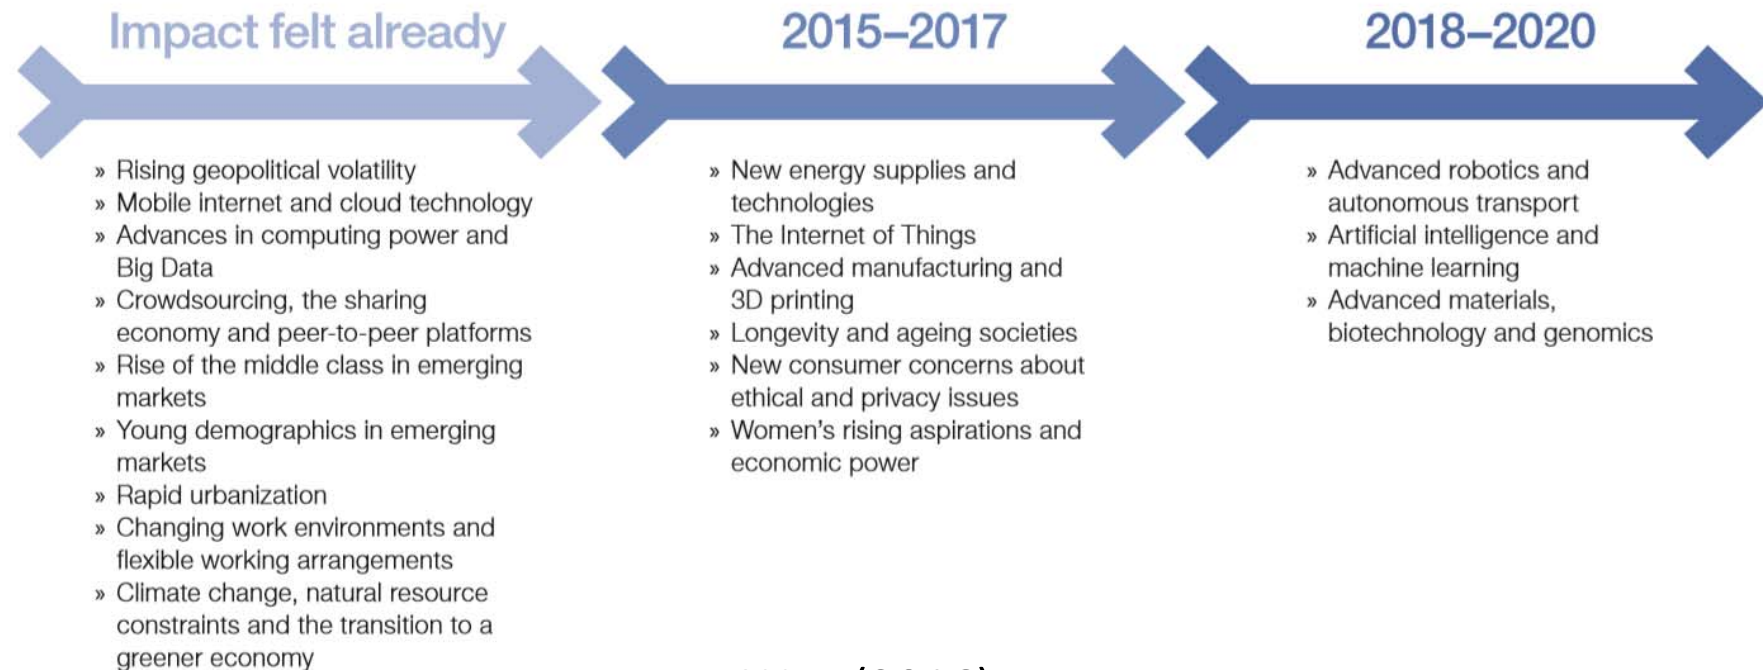 Impact felt already
» Rising geopolitical volatility
» Mobile internet and cloud technology
» Advances in computing power and
Big Data
» Crowdsourcing, the sharing
economy and peer-to-peer platforms
» Rise of the middle class in emerging
markets
» Young demographics in emerging
markets
» Rapid urbanization
» Changing work environments and
flexible working arrangements
» Climate change, natural resource
constraints and the transition to a
greener economy
2015–2017
» New energy supplies and
technologies
» The Internet of Things
» Advanced manufacturing and
3D printing
» Longevity and ageing societies
» New consumer concerns about
ethical and privacy issues
» Women’s rising aspirations and
economic power
2018–2020
» Advanced robotics and
autonomous transport
» Artificial intelligence and
machine learning
» Advanced materials,
biotechnology and genomics